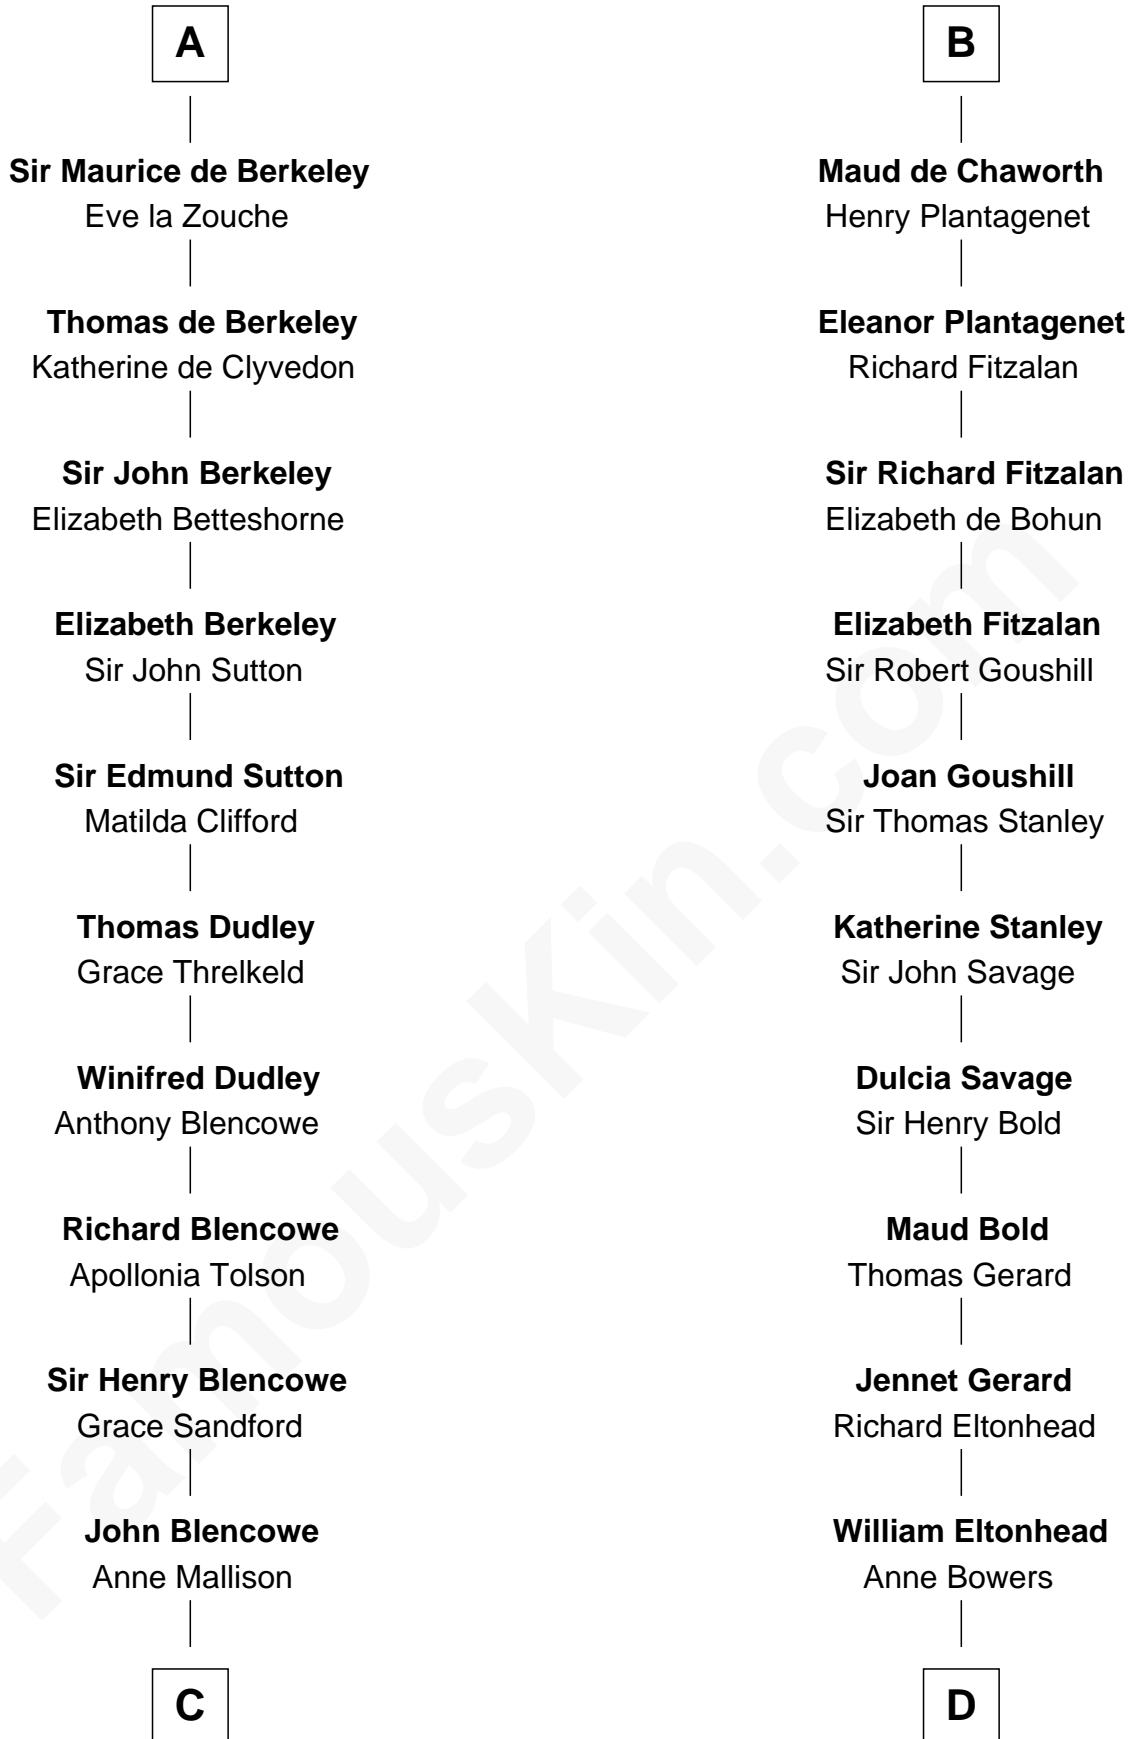 A
Sir Maurice de Berkeley
Eve la Zouche
Thomas de Berkeley
Katherine de Clyvedon
Sir John Berkeley
Elizabeth Betteshorne
Elizabeth Berkeley
Sir John Sutton
Sir Edmund Sutton
Matilda Clifford
Thomas Dudley
Grace Threlkeld
Winifred Dudley
Anthony Blencowe
Richard Blencowe
Apollonia Tolson
Sir Henry Blencowe
Grace Sandford
John Blencowe
Anne Mallison
C
B
Maud de Chaworth
Henry Plantagenet
Eleanor Plantagenet
Richard Fitzalan
Sir Richard Fitzalan
Elizabeth de Bohun
Elizabeth Fitzalan
Sir Robert Goushill
Joan Goushill
Sir Thomas Stanley
Katherine Stanley
Sir John Savage
Dulcia Savage
Sir Henry Bold
Maud Bold
Thomas Gerard
Jennet Gerard
Richard Eltonhead
William Eltonhead
Anne Bowers
D
FamousKin.com